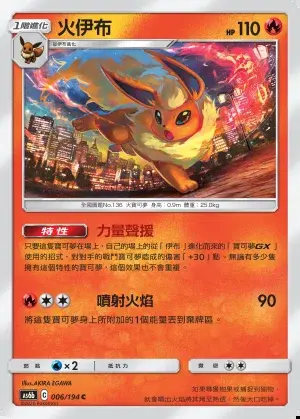 1階進化 火伊布 HP 110
從伊布進化
全國圖鑑No.136 火寶可夢 身高：0.9m 體重：25.0kg
特性 力量聲援
只要這隻寶可夢在場上，自己的場上的從「伊布」進化而來的「寶可夢GX」
使用的招式，對對手的戰鬥寶可夢造成的傷害「+30」點。無論有多少隻
擁有這個特性的寶可夢，這個效果也不會重複。
噴射火焰 90
將這隻寶可夢身上所附加的1個能量丟到棄牌區。
弱點 ×2 抵抗力 撤退
Illus.AKIRA EGAWA
AS6b C 006/194 C